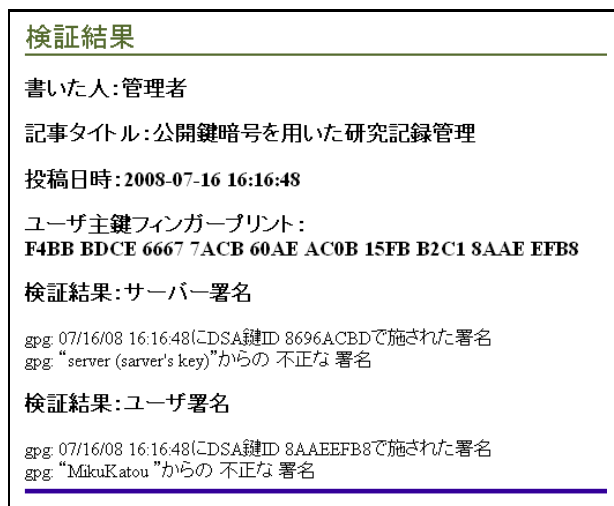 検証結果
書いた人：管理者
記事タイトル：公開鍵暗号を用いた研究記録管理
投稿日時：2008-07-16 16:16:48
ユーザ主鍵フィンガープリント：
F4BB BDCE 6667 7ACB 60AE AC0B 15FB B2C1 8AAE EFB8
検証結果：サーバー署名
gpg: 07/16/08 16:16:48にDSA鍵ID 8696ACBDで施された署名
gpg: “server (sarver's key)”からの 不正な 署名
検証結果：ユーザ署名
gpg: 07/16/08 16:16:48にDSA鍵ID 8AAEEFB8で施された署名
gpg: “MikuKatou ”からの 不正な 署名